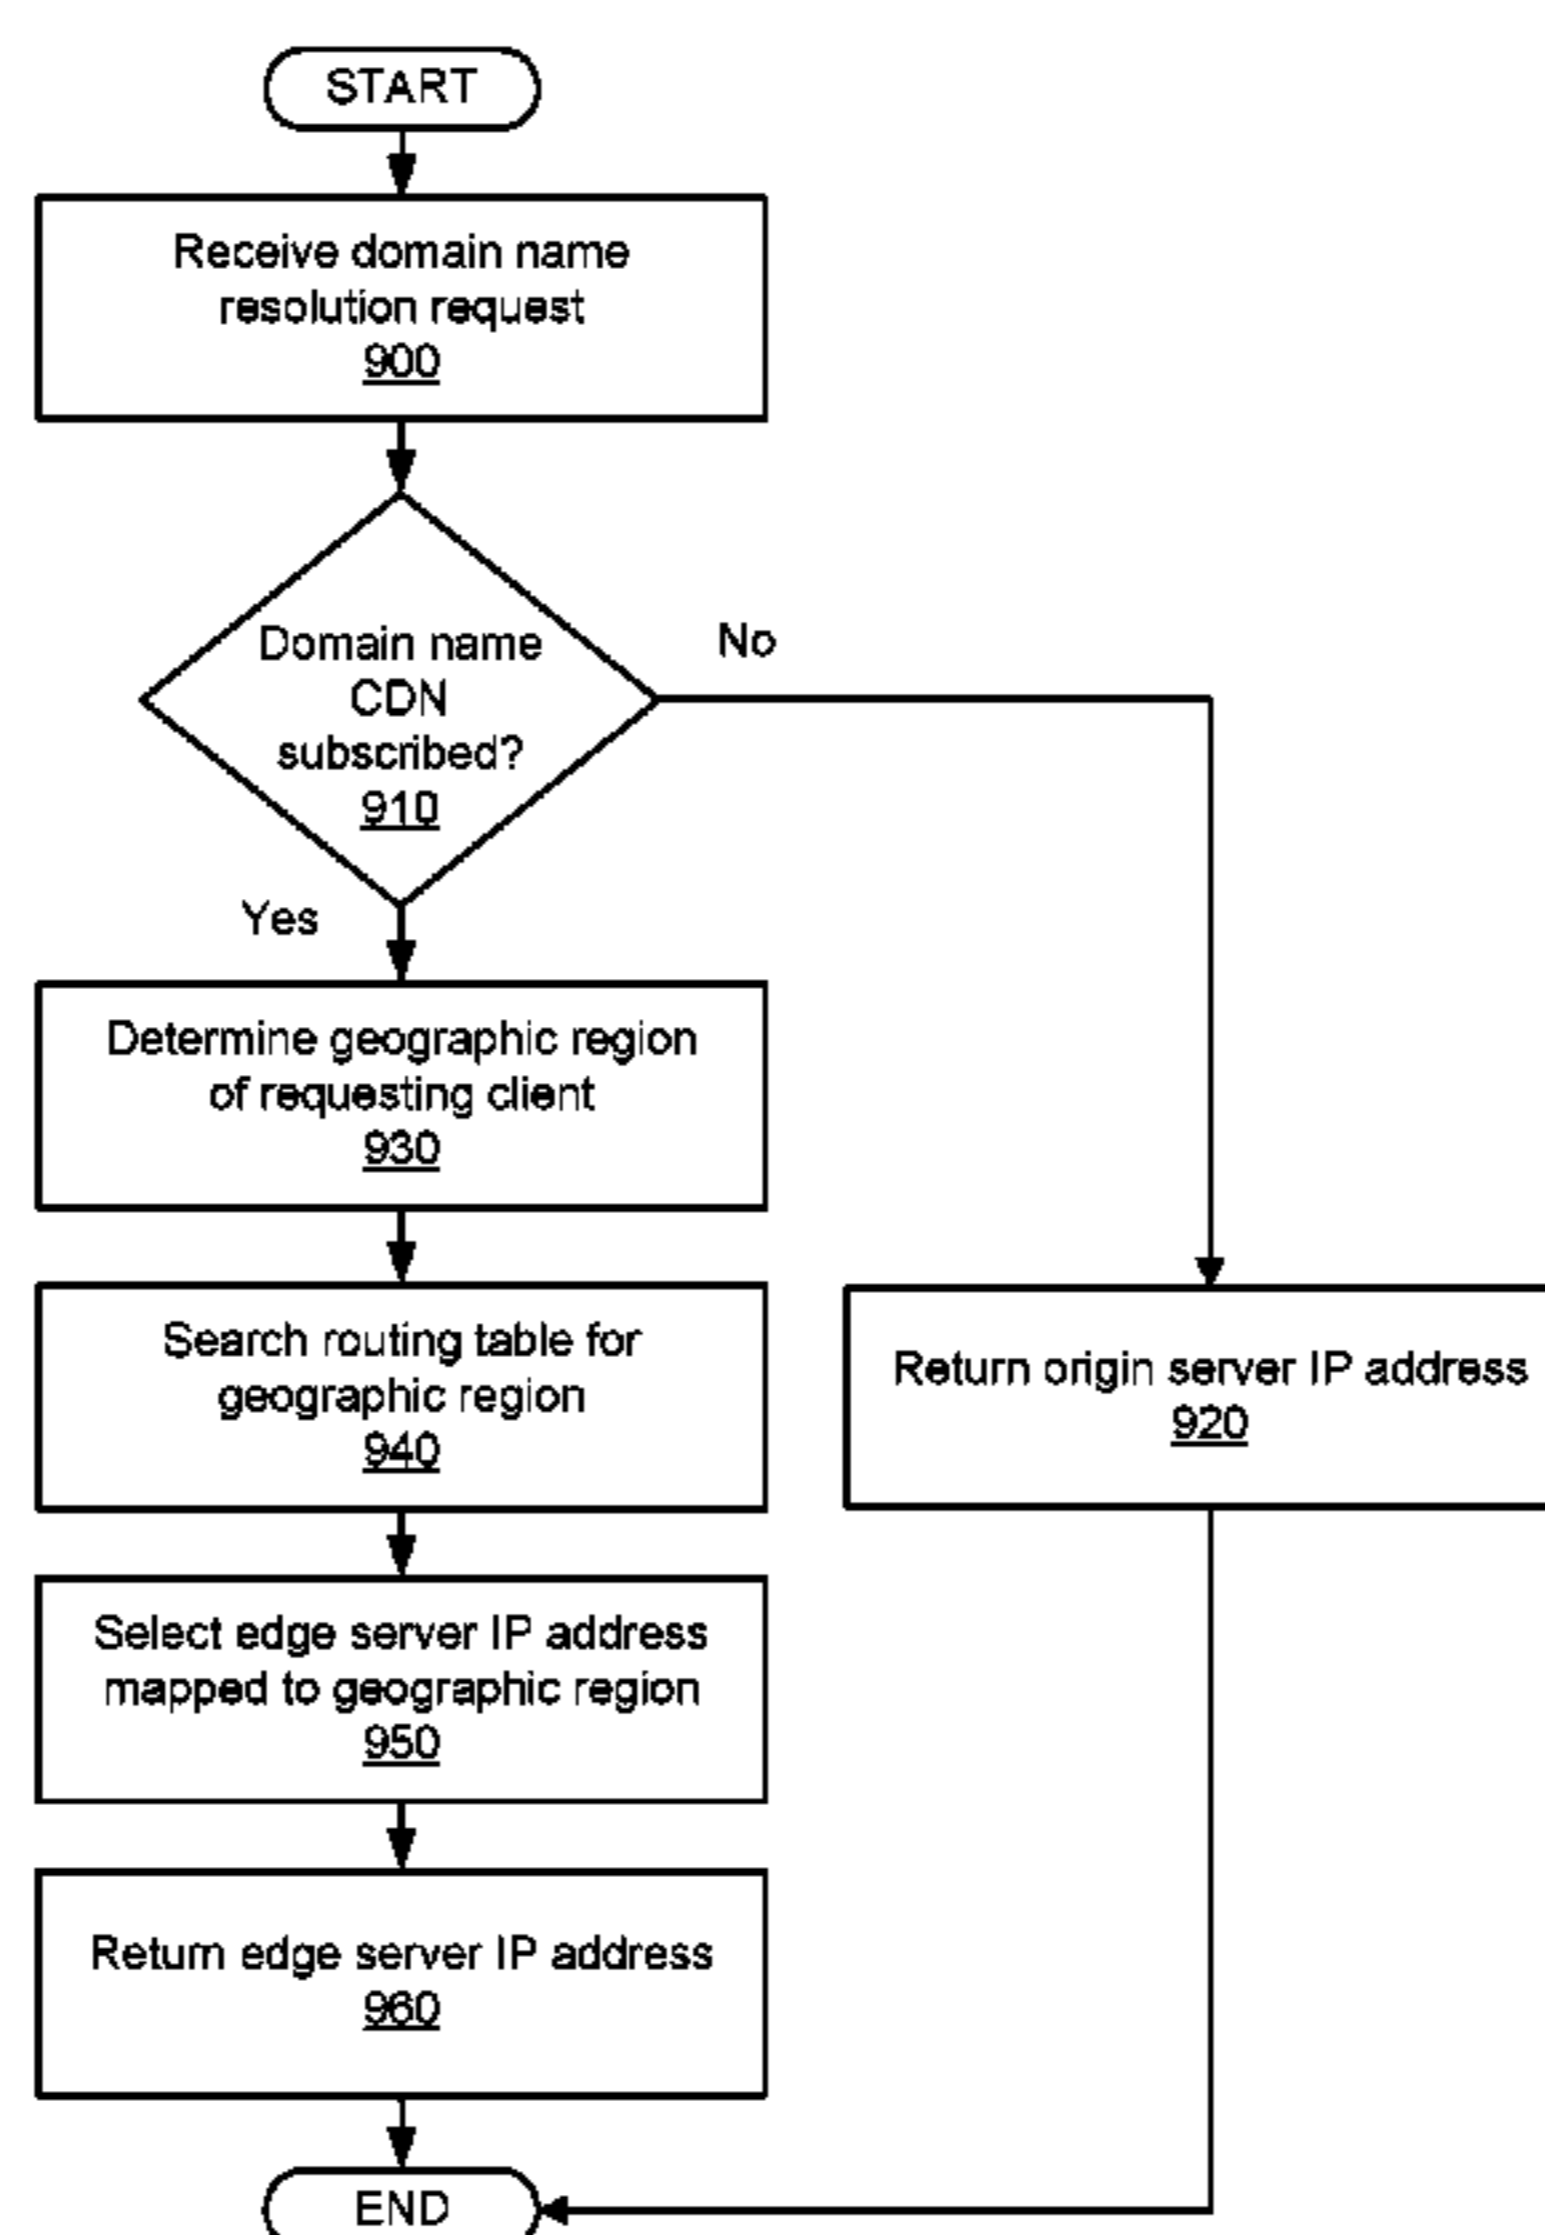 START
Receive domain name
resolution request
900
Domain name
CDN
subscribed?
910
No
Yes
Determine geographic region
of requesting client
930
Search routing table for
geographic region
940
Return origin server IP address
920
Select edge server IP address
mapped to geographic region
950
Return edge server IP address
960
END